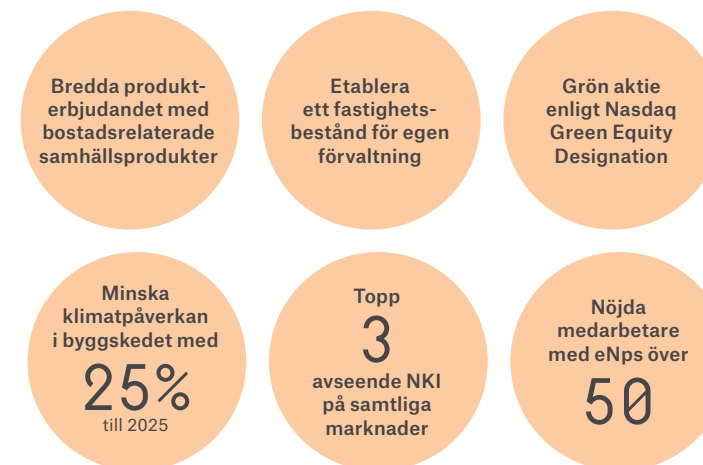 Bredda produkt-
erbjudandet med
bostadsrelaterade
samhällsprodukter
Etablera
ett fastighets-
bestånd för egen
förvaltning
Grön aktie
enligt Nasdaq
Green Equity
Designation
Minska
klimatpåverkan
i byggskedet med
25%
till 2025
Topp
3
avseende NKI
på samtliga
marknader
Nöjda
medarbetare
med eNps över
50